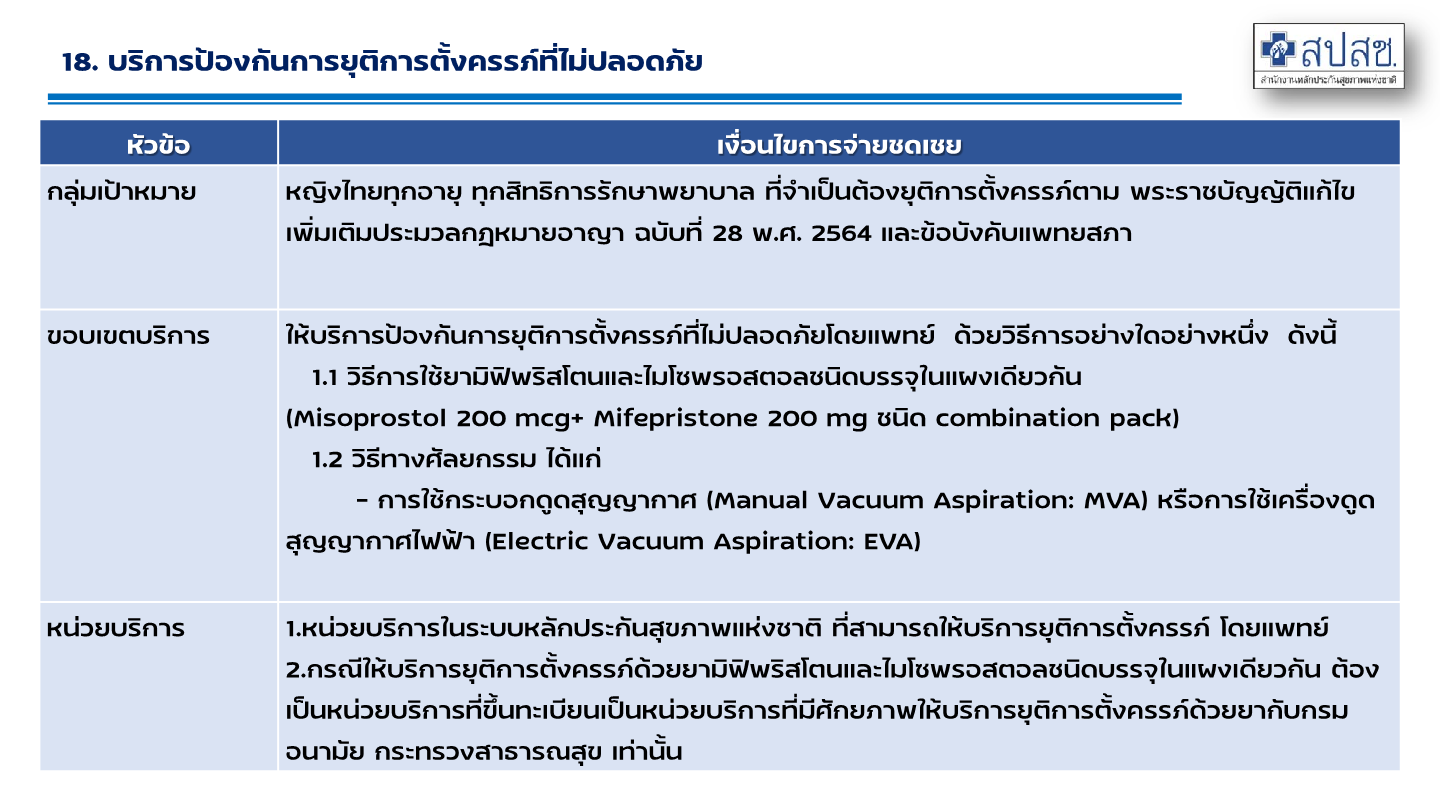 18. บริการป้องกันการยุติการตั้งครรภ์ที่ไม่ปลอดภัย
สปสช.
สำนักงานหลักประกันสุขภาพแห่งชาติ
หัวข้อ
เงื่อนไขการจ่ายชดเชย
กลุ่มเป้าหมาย
หญิงไทยทุกอายุ ทุกสิทธิการรักษาพยาบาล ที่จำเป็นต้องยุติการตั้งครรภ์ตาม พระราชบัญญัติแก้ไข
เพิ่มเติมประมวลกฎหมายอาญา ฉบับที่ 28 พ.ศ. 2564 และข้อบังคับแพทยสภา
ขอบเขตบริการ
ให้บริการป้องกันการยุติการตั้งครรภ์ที่ไม่ปลอดภัยโดยแพทย์ ด้วยวิธีการอย่างใดอย่างหนึ่ง ดังนี้
1.1 วิธีการใช้ยามิฟิพริสโตนและไมโซพรอสตอลชนิดบรรจุในแผงเดียวกัน
(Misoprostol 200 mcg+ Mifepristone 200 mg ชนิด combination pack)
1.2 วิธีทางศัลยกรรม ได้แก่
- การใช้กระบอกดูดสุญญากาศ (Manual Vacuum Aspiration: MVA) หรือการใช้เครื่องดูด
สุญญากาศไฟฟ้า (Electric Vacuum Aspiration: EVA)
หน่วยบริการ
1.หน่วยบริการในระบบหลักประกันสุขภาพแห่งชาติ ที่สามารถให้บริการยุติการตั้งครรภ์ โดยแพทย์
2.กรณีให้บริการยุติการตั้งครรภ์ด้วยยามิฟิพริสโตนและไมโซพรอสตอลชนิดบรรจุในแผงเดียวกัน ต้อง
เป็นหน่วยบริการที่ขึ้นทะเบียนเป็นหน่วยบริการที่มีศักยภาพให้บริการยุติการตั้งครรภ์ด้วยยากับกรม
อนามัย กระทรวงสาธารณสุข เท่านั้น